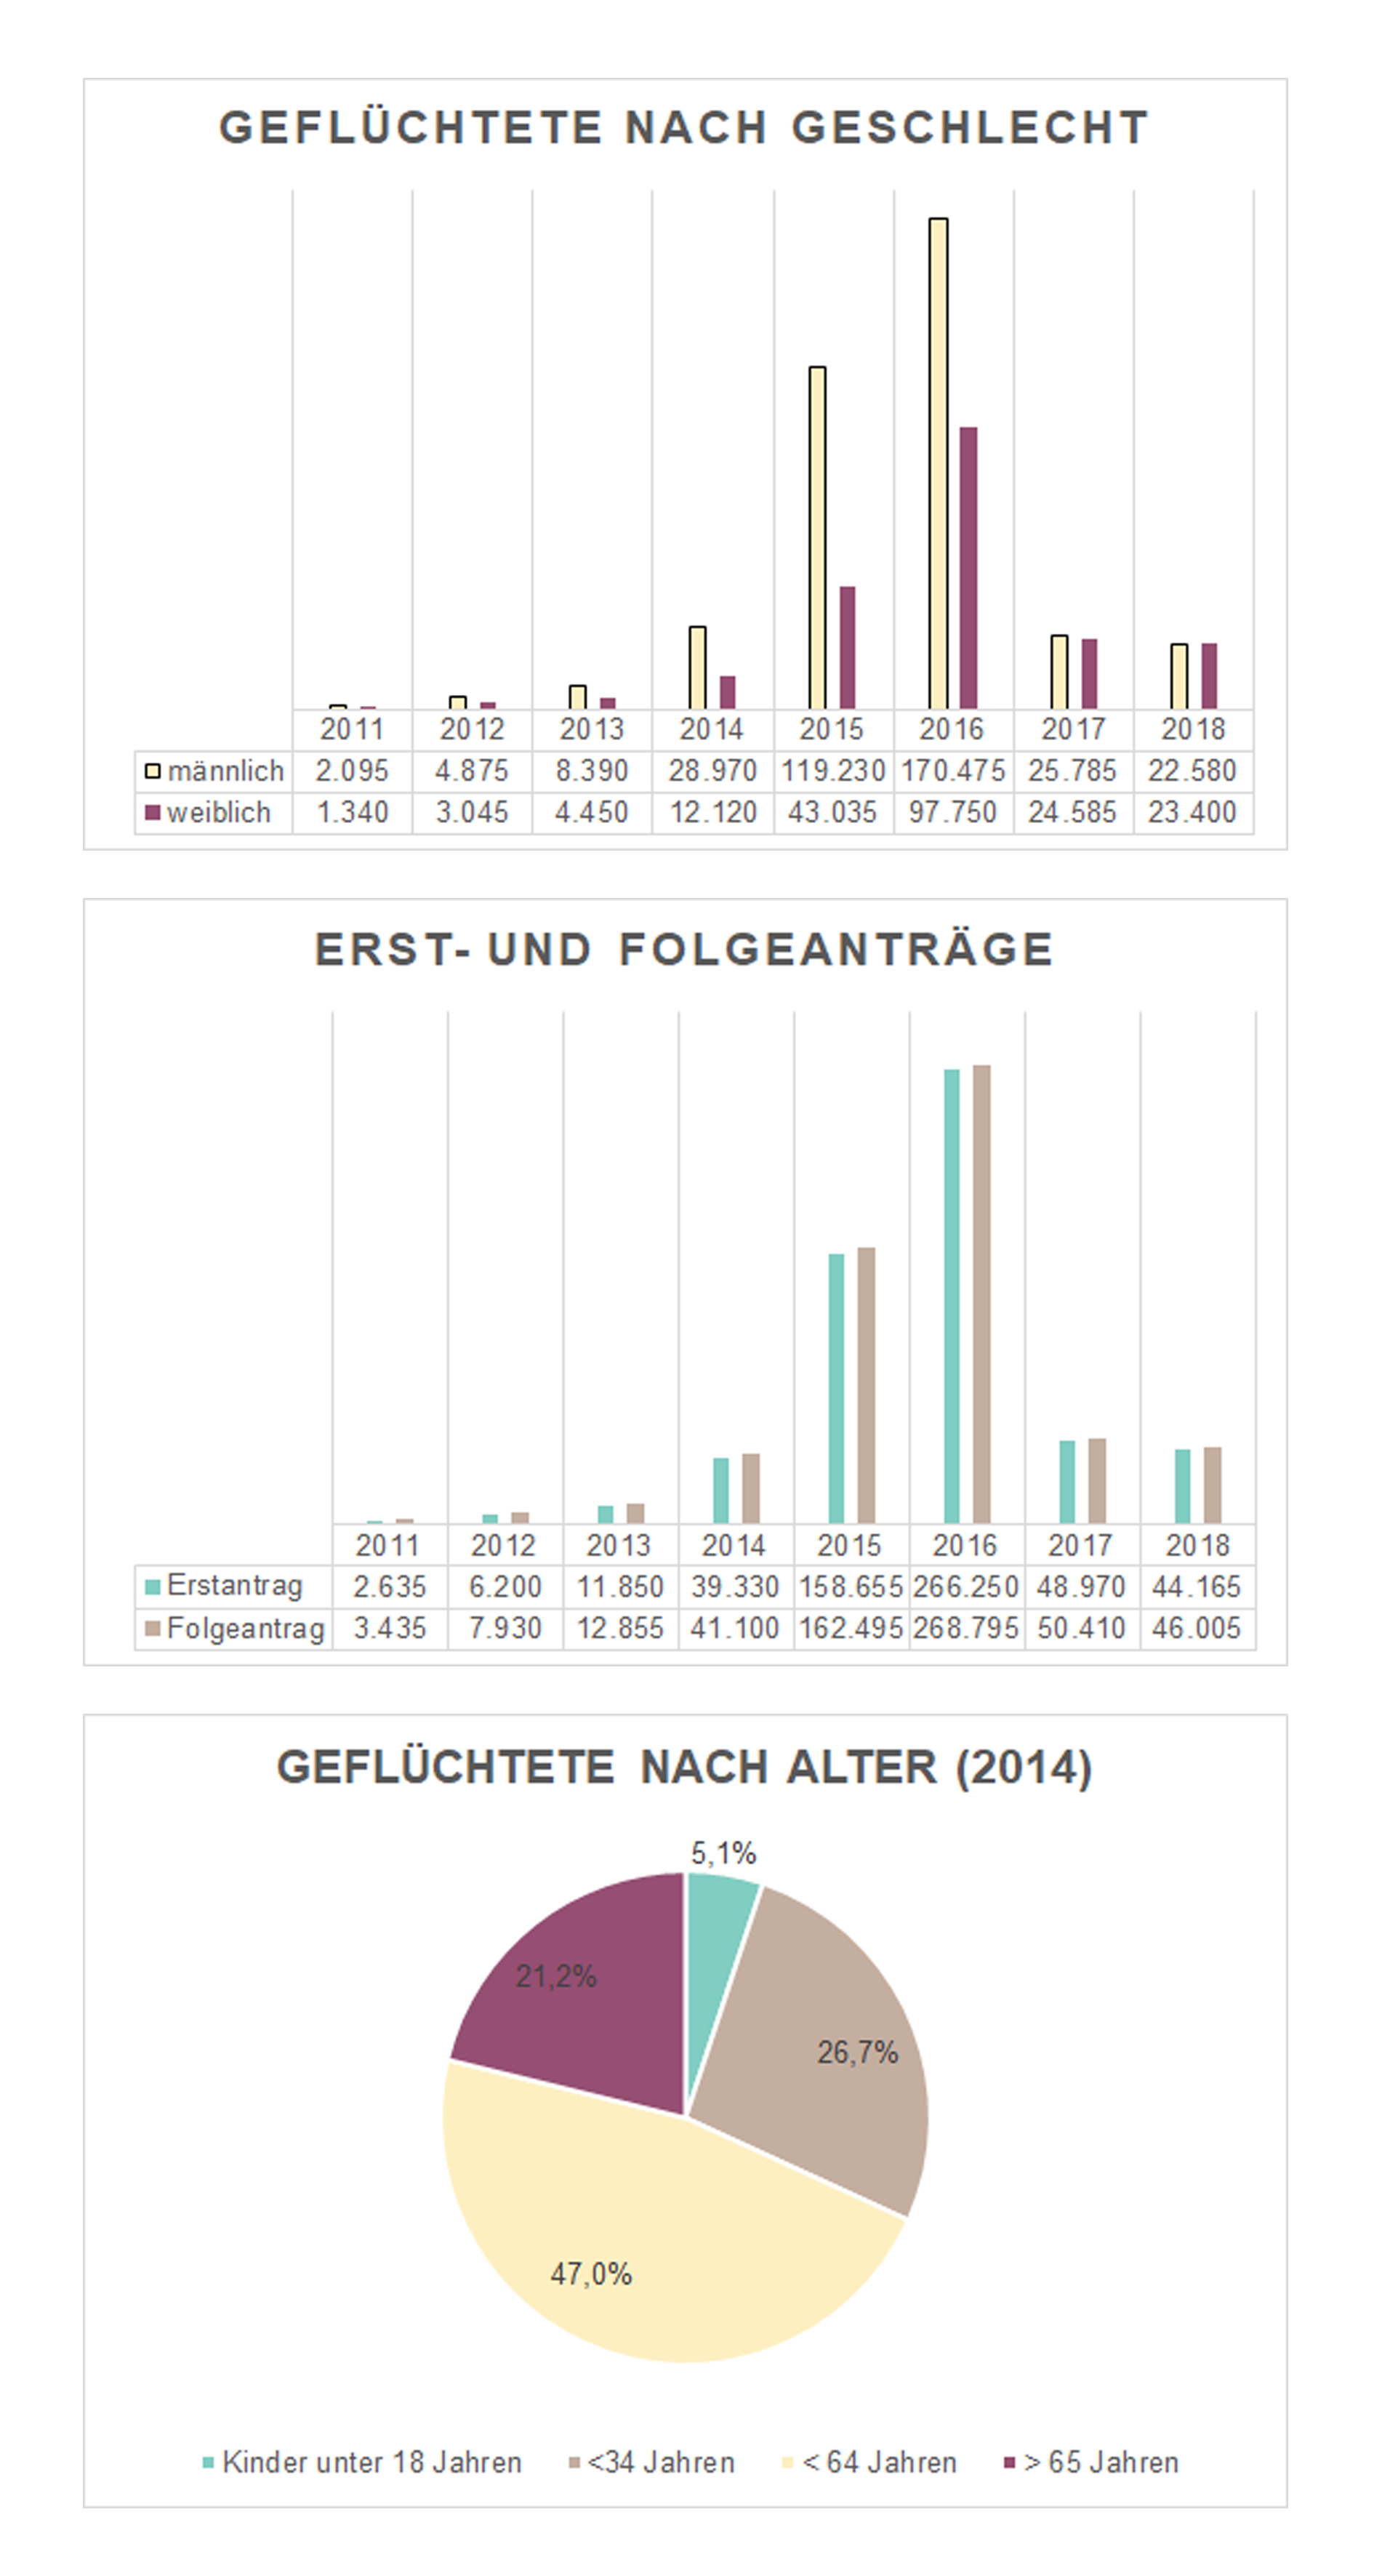 GEFLÜCHTETE NACH GESCHLECHT
2011 2012 2013 2014 2015 2016 2017 2018
männlich 2.095 4.875 8.390 28.970 119.230 170.475 25.785 22.580
weiblich 1.340 3.045 4.450 12.120 43.035 97.750 24.585 23.400
ERST- UND FOLGEANTRÄGE
2011 2012 2013 2014 2015 2016 2017 2018
Erstantrag 2.635 6.200 11.850 39.330 158.655 266.250 48.970 44.165
Folgeantrag 3.435 7.930 12.855 41.100 162.495 268.795 50.410 46.005
GEFLÜCHTETE NACH ALTER (2014)
5,1%
21,2%
26,7%
47,0%
Kinder unter 18 Jahren <34 Jahren < 64 Jahren > 65 Jahren